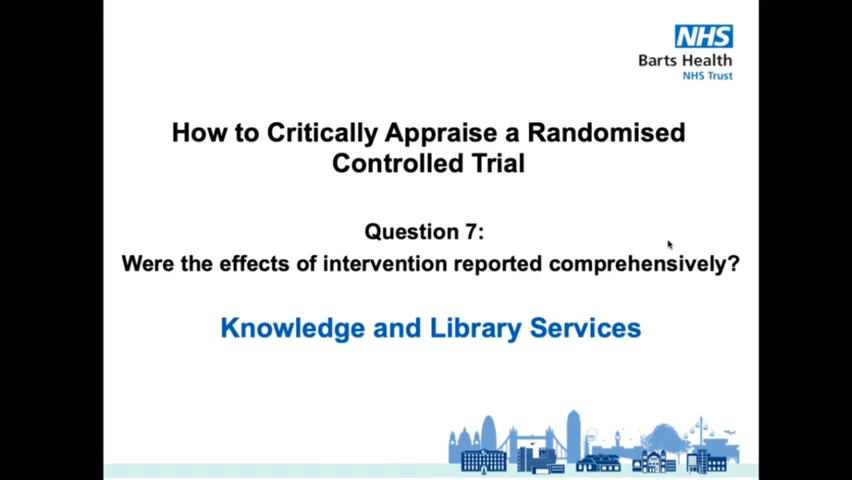 NHS
Barts Health
NHS Trust
How to Critically Appraise a Randomised
Controlled Trial
Question 7:
Were the effects of intervention reported comprehensively?
Knowledge and Library Services